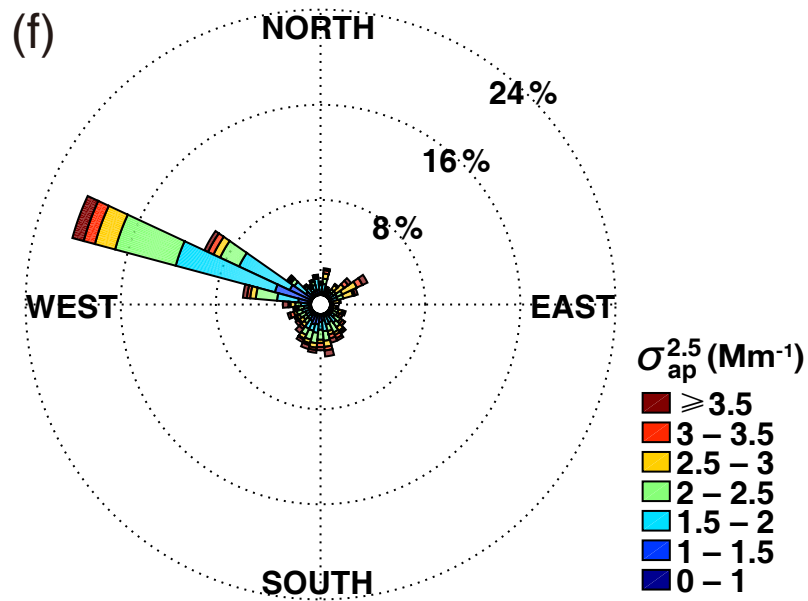 (f)
NORTH
24%
16%
8%
WEST
EAST
SOUTH
σ²·⁵ap (Mm⁻¹)
⩾3.5
3 – 3.5
2.5 – 3
2 – 2.5
1.5 – 2
1 – 1.5
0 – 1